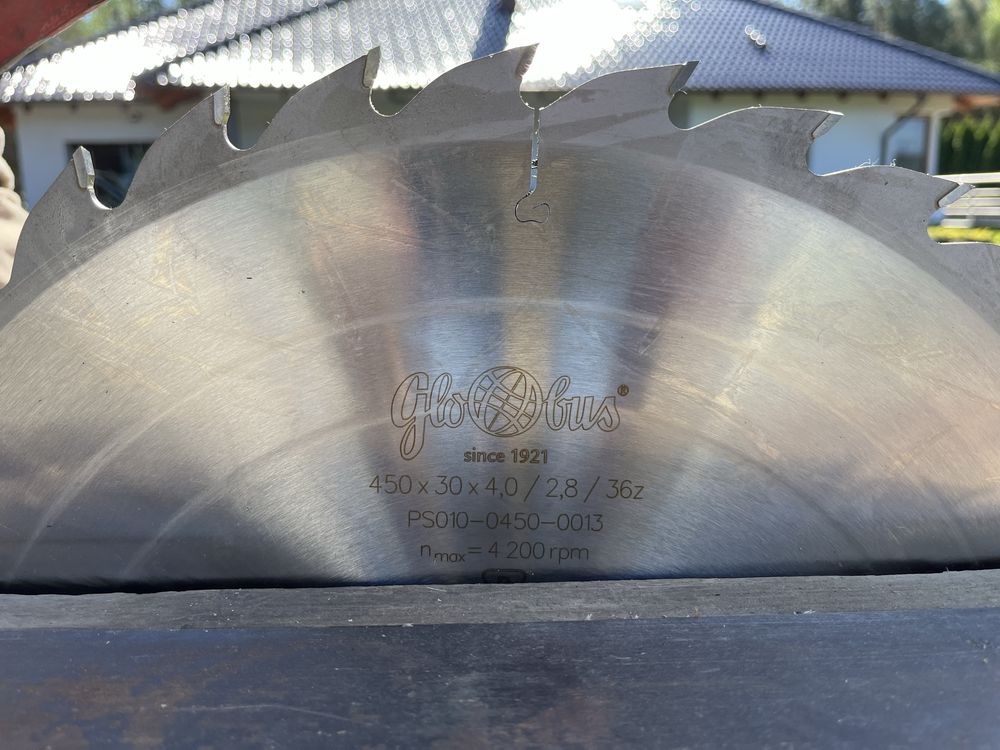 Globus®
since 1921
450 x 30 x 4,0 / 2,8 / 36z
PS010-0450-0013
nmax = 4 200 rpm